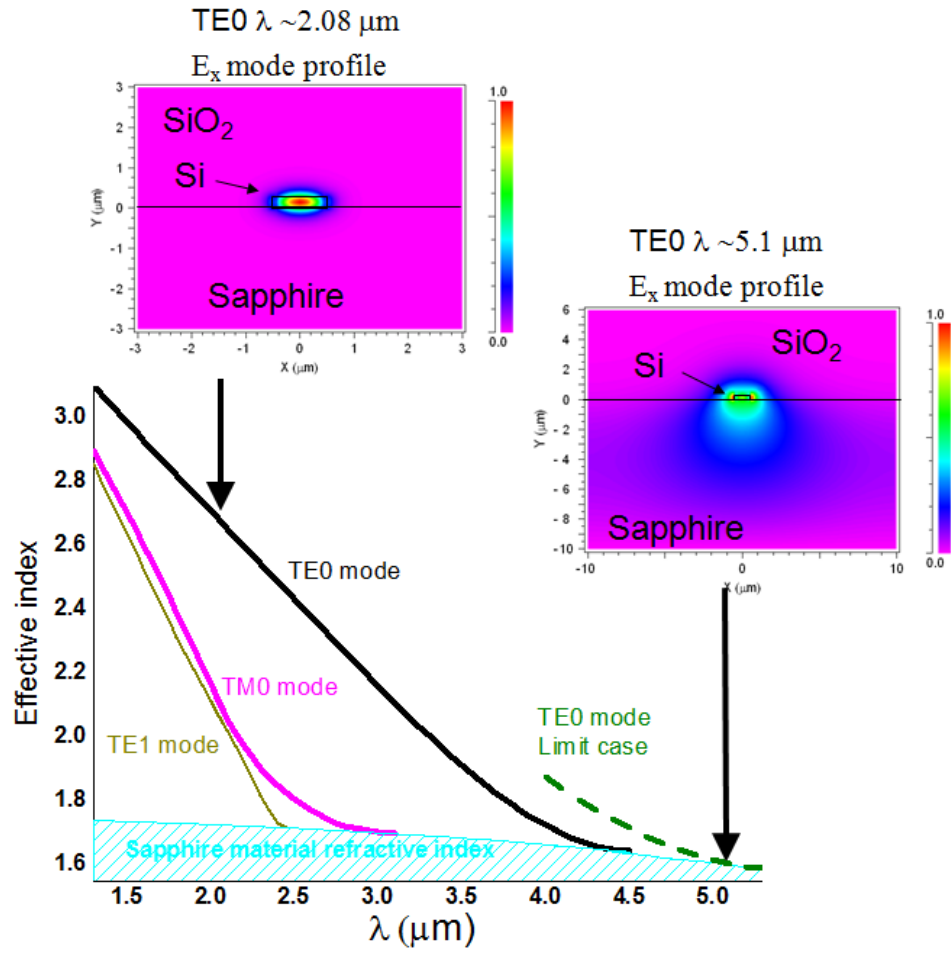 TE0 λ ~2.08 μm
Ex mode profile
3
2
1
0
-1
-2
-3
Y (μm)
SiO2
Si
Sapphire
-3 -2 -1 0 1 2 3
X (μm)
1.0
0.0
TE0 λ ~5.1 μm
Ex mode profile
6
4
2
0
-2
-4
-6
-8
-10
Y (μm)
SiO2
Si
Sapphire
-10 0 10
X (μm)
1.0
0.0
Effective index
3.0
2.8
2.6
2.4
2.2
2.0
1.8
1.6
TE0 mode
TM0 mode
TE1 mode
TE0 mode
Limit case
Sapphire material refractive index
1.5 2.0 2.5 3.0 3.5 4.0 4.5 5.0
λ (μm)